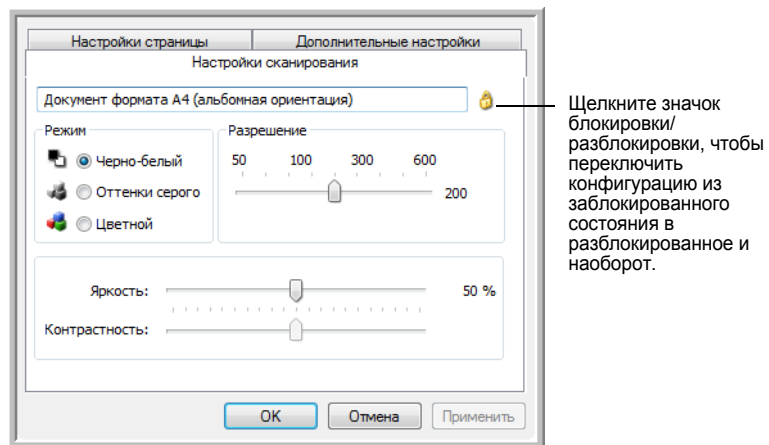 Настройки страницы
Дополнительные настройки
Настройки сканирования
Документ формата A4 (альбомная ориентация)
Режим
Черно-белый
Оттенки серого
Цветной
Разрешение
50 100 300 600
200
Яркость:
50 %
Контрастность:
OK
Отмена
Применить
Щелкните значок
блокировки/
разблокировки, чтобы
переключить
конфигурацию из
заблокированного
состояния в
разблокированное и
наоборот.